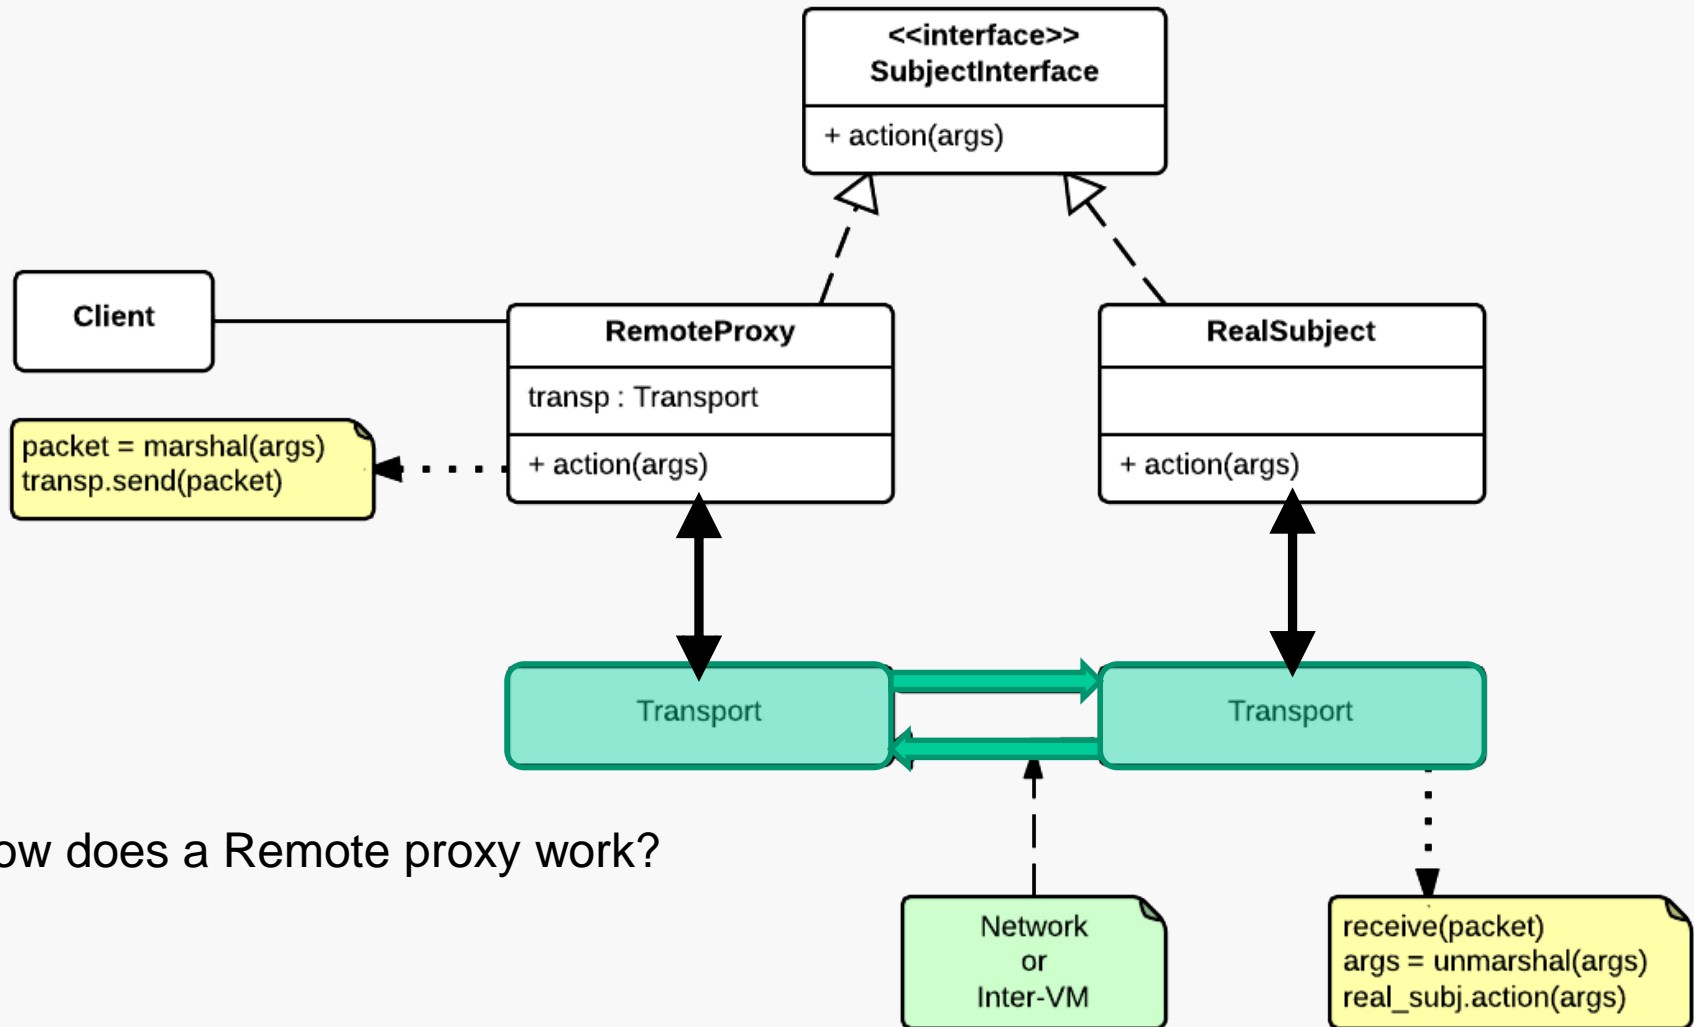 <<interface>>
SubjectInterface
+ action(args)
Client
RemoteProxy
transp : Transport
+ action(args)
RealSubject
+ action(args)
packet = marshal(args)
transp.send(packet)
Transport
Transport
ow does a Remote proxy work?
Network
or
Inter-VM
receive(packet)
args = unmarshal(args)
real_subj.action(args)